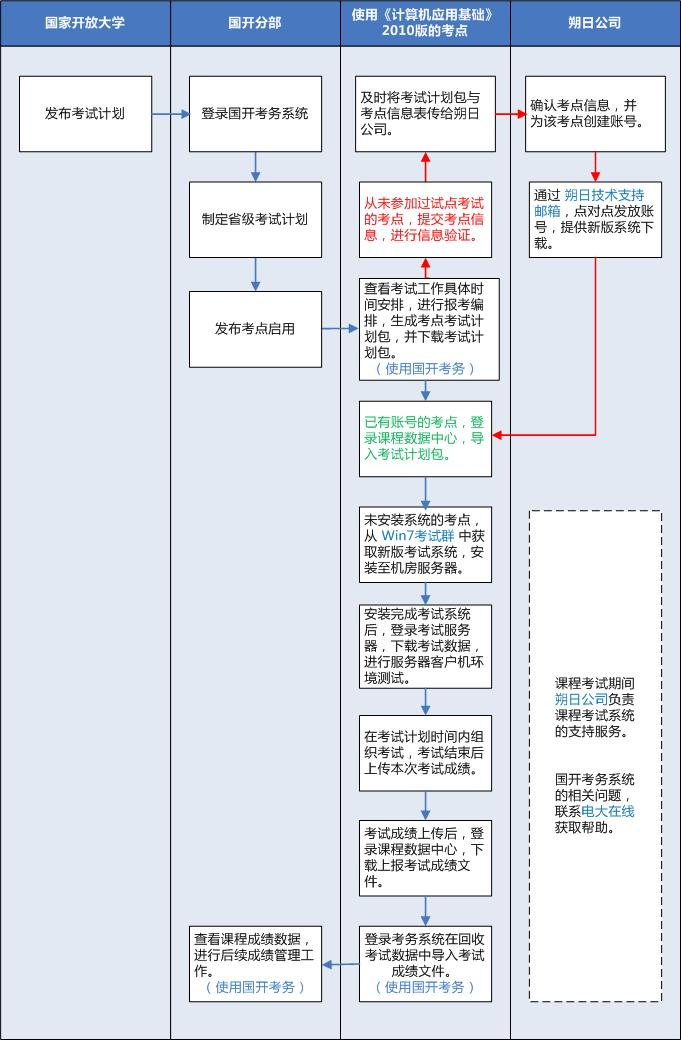 国家开放大学
国开分部
使用《计算机应用基础》
2010版的考点
朔日公司
发布考试计划
登录国开考务系统
制定省级考试计划
发布考点启用
及时将考试计划包与
考点信息表传给朔日
公司。
确认考点信息，并
为该考点创建账号。
从未参加过试点考试
的考点，提交考点信
息，进行信息验证。
通过 朔日技术支持
邮箱，点对点发放账
号，提供新版系统下
载。
查看考试工作具体时
间安排，进行报考编
排，生成考点考试计
划包，并下载考试计
划包。
（使用国开考务）
已有账号的考点，登
录课程数据中心，导
入考试计划包。
未安装系统的考点，
从 Win7考试群 中获
取新版考试系统，安
装至机房服务器。
安装完成考试系统
后，登录考试服务
器，下载考试数据，
进行服务器客户机环
境测试。
在考试计划时间内组
织考试，考试结束后
上传本次考试成绩。
考试成绩上传后，登
录课程数据中心，下
载上报考试成绩文
件。
登录考务系统在回收
考试数据中导入考试
成绩文件。
（使用国开考务）
查看课程成绩数据，
进行后续成绩管理工
作。
（使用国开考务）
课程考试期间
朔日公司负责
课程考试系统
的支持服务。
国开考务系统
的相关问题，
联系电大在线
获取帮助。